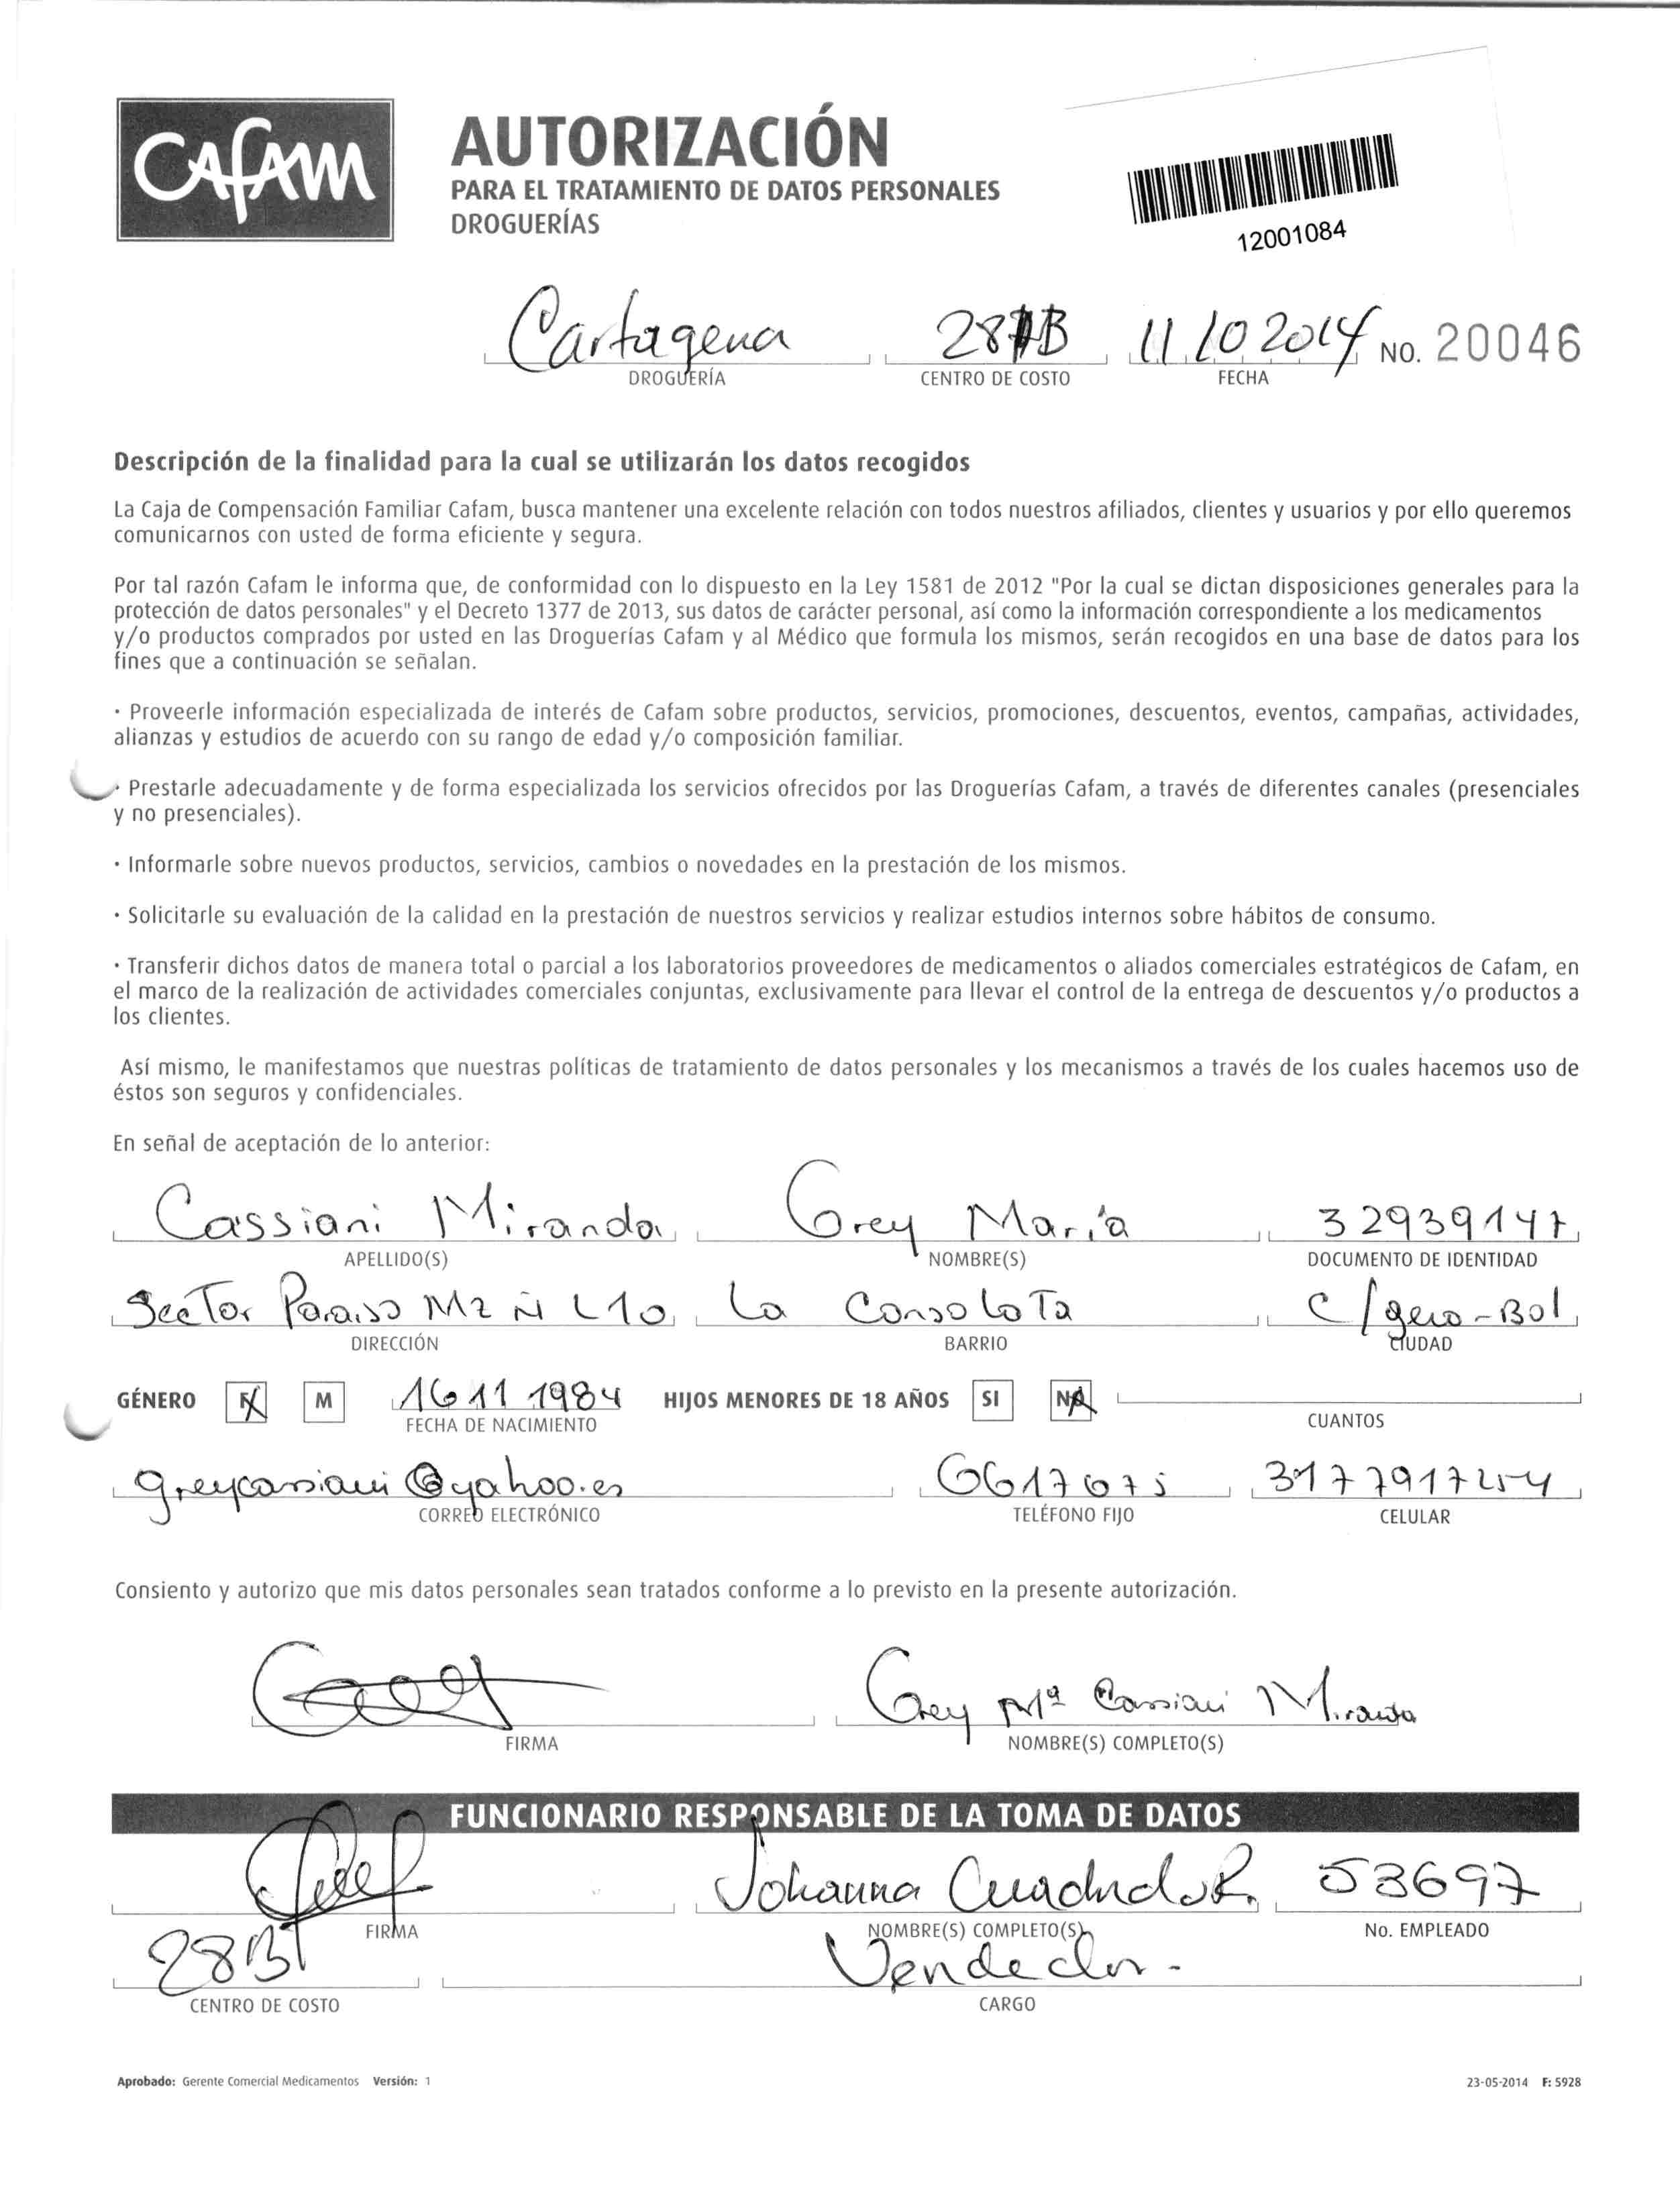 CAFAM
AUTORIZACIÓN
PARA EL TRATAMIENTO DE DATOS PERSONALES
DROGUERÍAS
12001084
Cartagena 28B 11 10 2014 NO. 20046
DROGUERÍA CENTRO DE COSTO FECHA
Descripción de la finalidad para la cual se utilizarán los datos recogidos
La Caja de Compensación Familiar Cafam, busca mantener una excelente relación con todos nuestros afiliados, clientes y usuarios y por ello queremos
comunicarnos con usted de forma eficiente y segura.
Por tal razón Cafam le informa que, de conformidad con lo dispuesto en la Ley 1581 de 2012 "Por la cual se dictan disposiciones generales para la
protección de datos personales" y el Decreto 1377 de 2013, sus datos de carácter personal, así como la información correspondiente a los medicamentos
y/o productos comprados por usted en las Droguerías Cafam y al Médico que formula los mismos, serán recogidos en una base de datos para los
fines que a continuación se señalan.
· Proveerle información especializada de interés de Cafam sobre productos, servicios, promociones, descuentos, eventos, campañas, actividades,
alianzas y estudios de acuerdo con su rango de edad y/o composición familiar.
· Prestarle adecuadamente y de forma especializada los servicios ofrecidos por las Droguerías Cafam, a través de diferentes canales (presenciales
y no presenciales).
· Informarle sobre nuevos productos, servicios, cambios o novedades en la prestación de los mismos.
· Solicitarle su evaluación de la calidad en la prestación de nuestros servicios y realizar estudios internos sobre hábitos de consumo.
· Transferir dichos datos de manera total o parcial a los laboratorios proveedores de medicamentos o aliados comerciales estratégicos de Cafam, en
el marco de la realización de actividades comerciales conjuntas, exclusivamente para llevar el control de la entrega de descuentos y/o productos a
los clientes.
Así mismo, le manifestamos que nuestras políticas de tratamiento de datos personales y los mecanismos a través de los cuales hacemos uso de
éstos son seguros y confidenciales.
En señal de aceptación de lo anterior:
Cassiani Miranda Grey María 32939147
APELLIDO(S) NOMBRE(S) DOCUMENTO DE IDENTIDAD
Sector Paraiso Mz Ñ L10 La Consolata C/gena-Bol
DIRECCIÓN BARRIO CIUDAD
GÉNERO F M 16 11 1984 HIJOS MENORES DE 18 AÑOS SI NO
FECHA DE NACIMIENTO CUANTOS
greycassiani@yahoo.es 6617675 3177917254
CORREO ELECTRÓNICO TELÉFONO FIJO CELULAR
Consiento y autorizo que mis datos personales sean tratados conforme a lo previsto en la presente autorización.
Grey Mª Cassiani Miranda
FIRMA NOMBRE(S) COMPLETO(S)
FUNCIONARIO RESPONSABLE DE LA TOMA DE DATOS
Johanna Cuadrado R. 53697
FIRMA NOMBRE(S) COMPLETO(S) No. EMPLEADO
28B Vendedor -
CENTRO DE COSTO CARGO
Aprobado: Gerente Comercial Medicamentos Versión: 1 23-05-2014 F: 5928